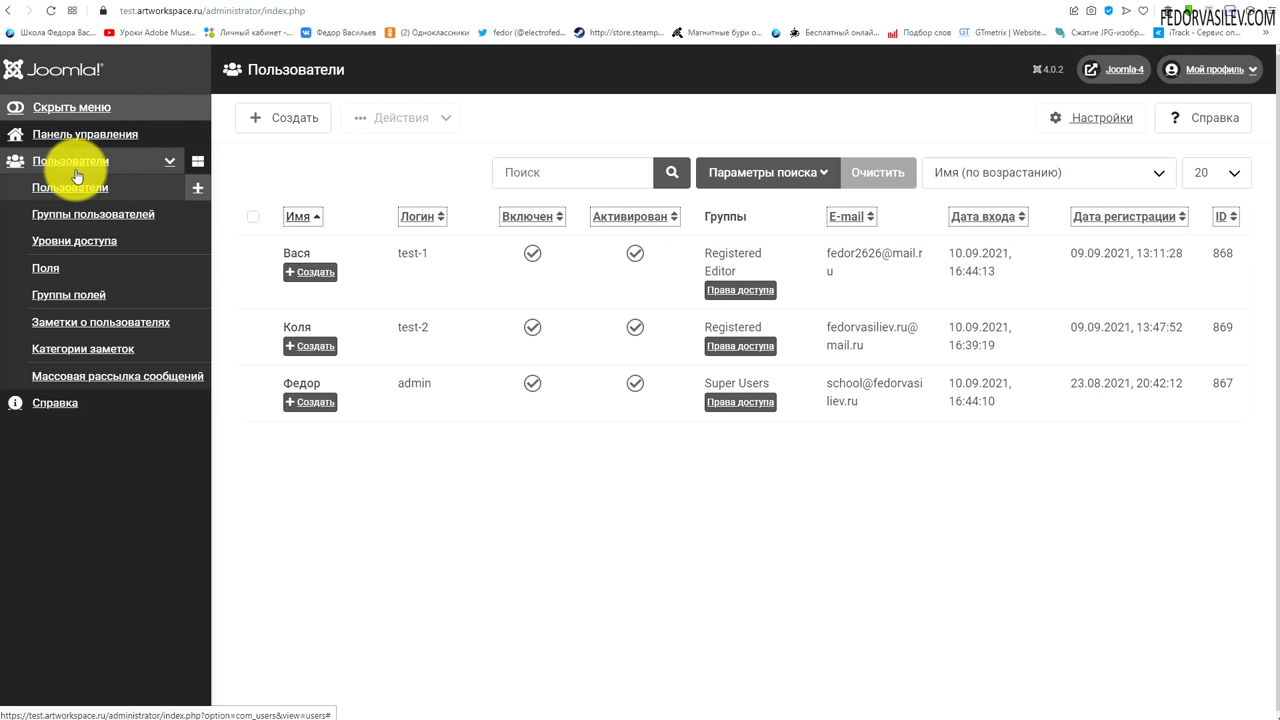 test.artworkspace.ru/administrator/index.php
FEDORVASILEV.COM
Школа Федора Вас...
Уроки Adobe Muse...
Личный кабинет -...
Федор Васильев
(2) Одноклассники
fedor (@electrofed...
http://store.steamp...
Магнитные бури о...
Бесплатный онлай...
Подбор слов
GTmetrix | Website...
Сжатие JPG-изобр...
iTrack - Сервис оп...
Joomla!
Пользователи
4.0.2
Joomla-4
Мой профиль
Скрыть меню
Панель управления
Пользователи
Пользователи
Группы пользователей
Уровни доступа
Поля
Группы полей
Заметки о пользователях
Категории заметок
Массовая рассылка сообщений
Справка
+ Создать
Действия
Настройки
? Справка
Поиск
Параметры поиска
Очистить
Имя (по возрастанию)
20
Имя Логин Включен Активирован Группы E-mail Дата входа Дата регистрации ID
Вася test-1 Registered fedor2626@mail.r 10.09.2021, 09.09.2021, 13:11:28 868
+ Создать Editor u 16:44:13
Права доступа
Коля test-2 Registered fedorvasiliev.ru@ 10.09.2021, 09.09.2021, 13:47:52 869
+ Создать Права доступа mail.ru 16:39:19
Федор admin Super Users school@fedorvasi 10.09.2021, 23.08.2021, 20:42:12 867
+ Создать Права доступа liev.ru 16:44:10
https://test.artworkspace.ru/administrator/index.php?option=com_users&view=users#